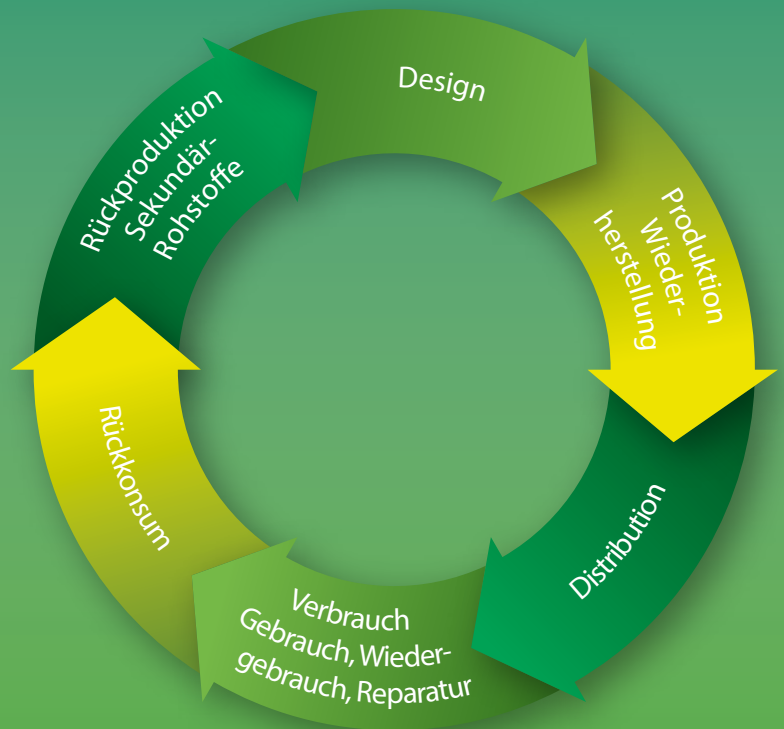 Design
Produktion
Wieder-
herstellung
Distribution
Verbrauch
Gebrauch, Wieder-
gebrauch, Reparatur
Rückkonsum
Rückproduktion
Sekundär-
Rohstoffe